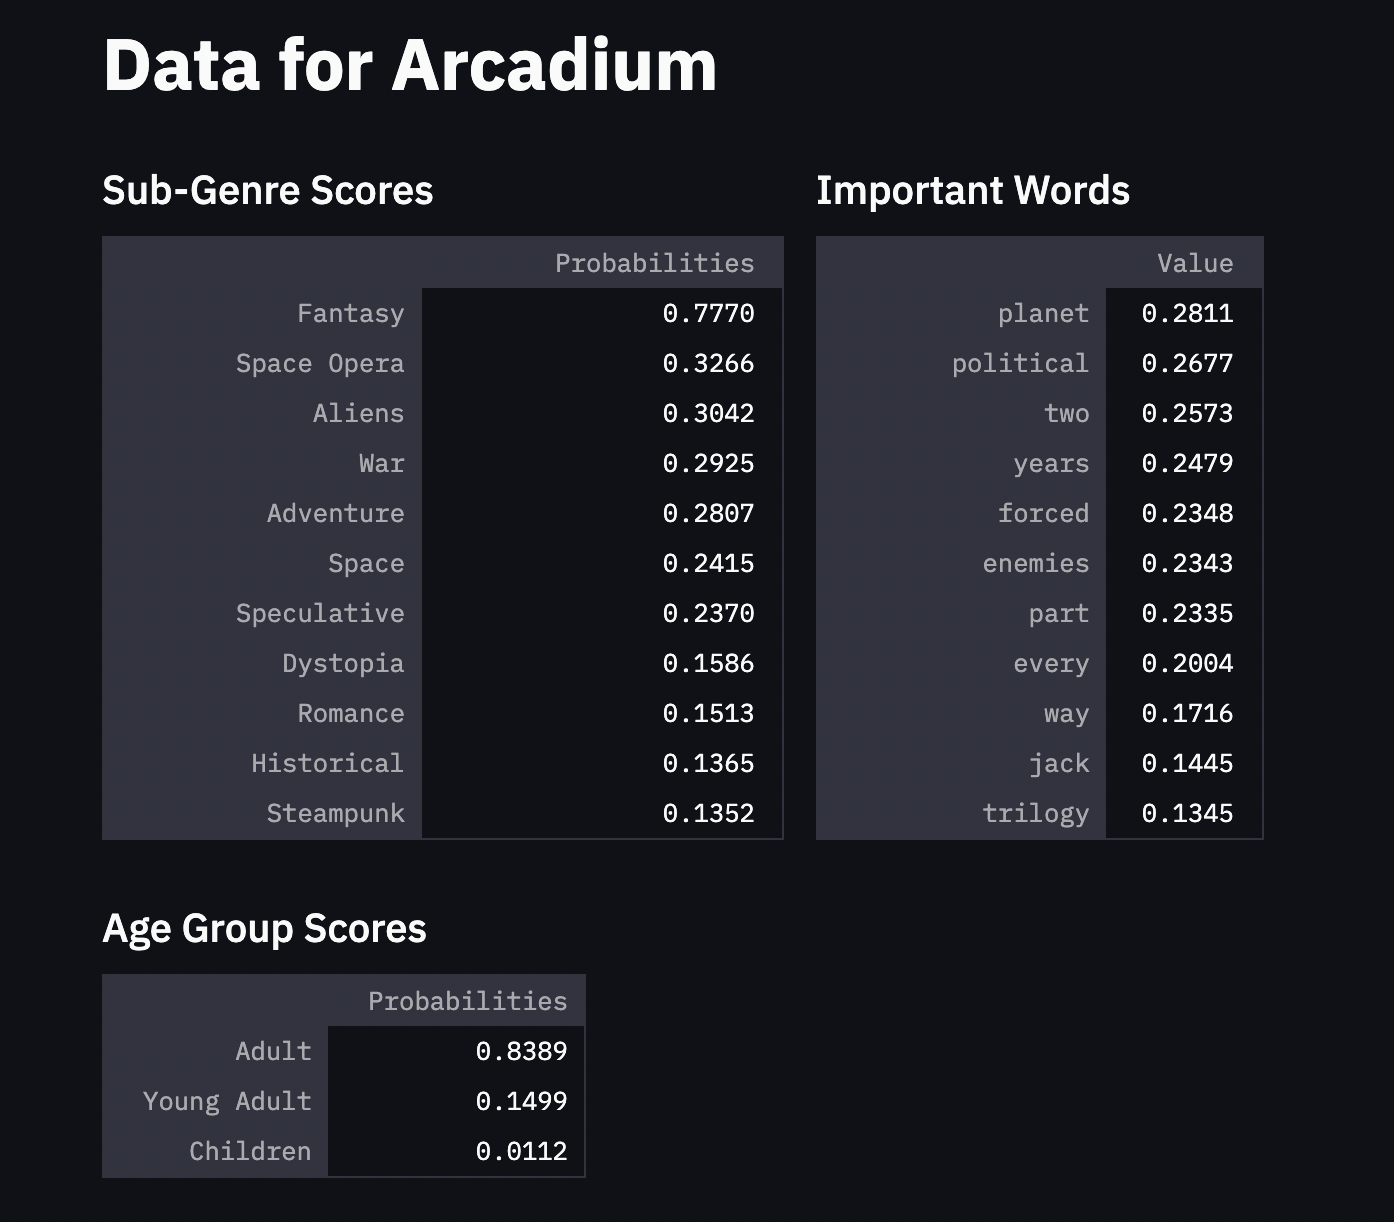 Data for Arcadium
Sub-Genre Scores
Probabilities
Fantasy 0.7770
Space Opera 0.3266
Aliens 0.3042
War 0.2925
Adventure 0.2807
Space 0.2415
Speculative 0.2370
Dystopia 0.1586
Romance 0.1513
Historical 0.1365
Steampunk 0.1352
Important Words
Value
planet 0.2811
political 0.2677
two 0.2573
years 0.2479
forced 0.2348
enemies 0.2343
part 0.2335
every 0.2004
way 0.1716
jack 0.1445
trilogy 0.1345
Age Group Scores
Probabilities
Adult 0.8389
Young Adult 0.1499
Children 0.0112